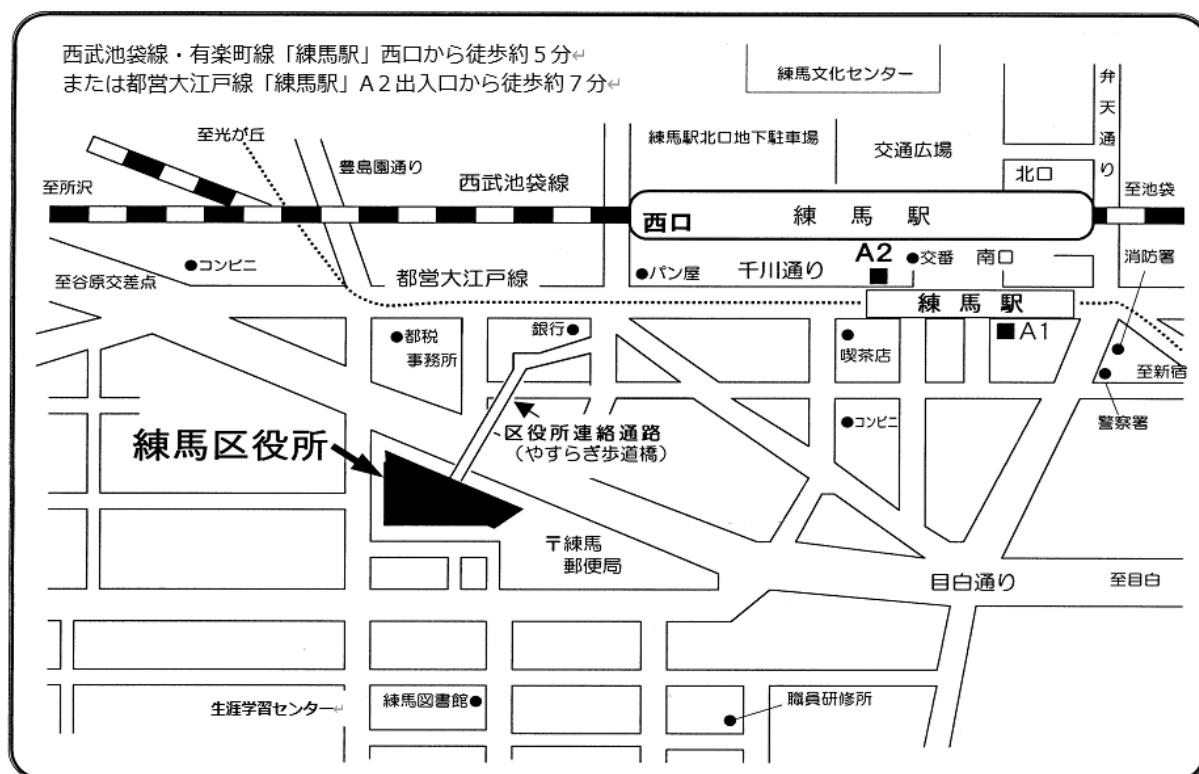 西武池袋線・有楽町線「練馬駅」西口から徒歩約５分↵
または都営大江戸線「練馬駅」A２出入口から徒歩約７分↵
練馬文化センター
弁天通り
至光が丘
豊島園通り
練馬駅北口地下駐車場
交通広場
北口
至所沢
西武池袋線
西口
練馬駅
至池袋
コンビニ
至谷原交差点
都営大江戸線
パン屋
千川通り
A2
交番
南口
消防署
練馬駅
都税
事務所
銀行
喫茶店
A1
至新宿
練馬区役所
区役所連絡通路
（やすらぎ歩道橋）
コンビニ
警察署
〒練馬
郵便局
目白通り
至目白
生涯学習センター↵
練馬図書館
職員研修所